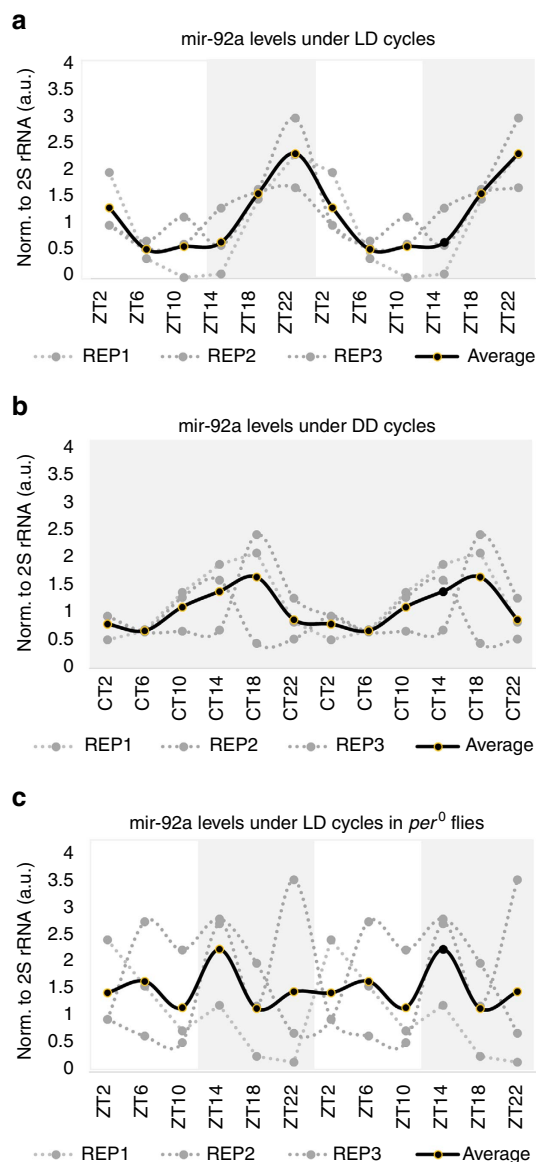 a
mir-92a levels under LD cycles
Norm. to 2S rRNA (a.u.)
4
3.5
3
2.5
2
1.5
1
0.5
0
ZT2 ZT6 ZT10 ZT14 ZT18 ZT22 ZT2 ZT6 ZT10 ZT14 ZT18 ZT22
REP1 REP2 REP3 Average
b
mir-92a levels under DD cycles
Norm. to 2S rRNA (a.u.)
4
3.5
3
2.5
2
1.5
1
0.5
0
CT2 CT6 CT10 CT14 CT18 CT22 CT2 CT6 CT10 CT14 CT18 CT22
REP1 REP2 REP3 Average
c
mir-92a levels under LD cycles in per⁰ flies
Norm. to 2S rRNA (a.u.)
4
3.5
3
2.5
2
1.5
1
0.5
0
ZT2 ZT6 ZT10 ZT14 ZT18 ZT22 ZT2 ZT6 ZT10 ZT14 ZT18 ZT22
REP1 REP2 REP3 Average